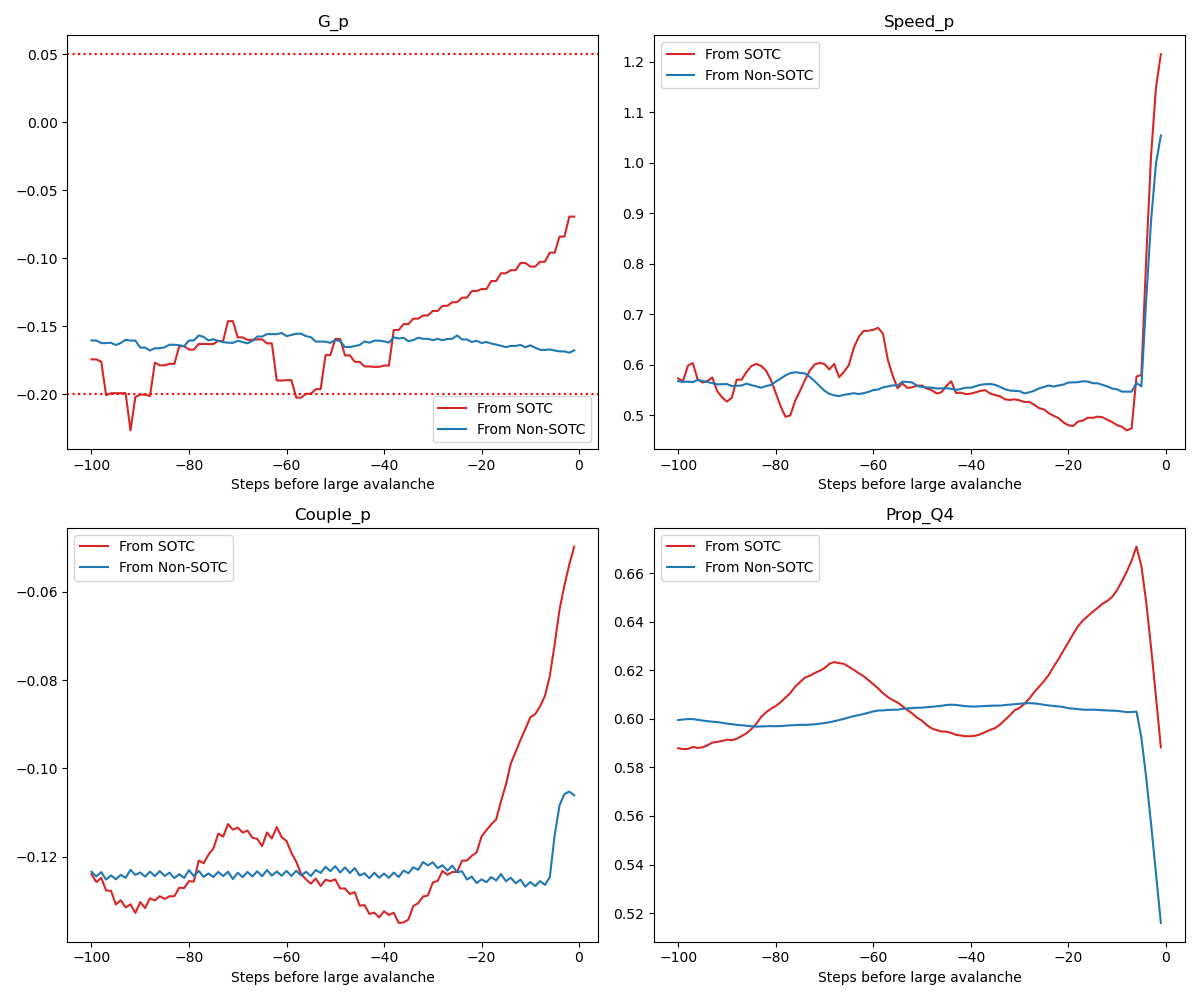 G_p
0.05
0.00
−0.05
−0.10
−0.15
−0.20
From SOTC
From Non-SOTC
−100 −80 −60 −40 −20 0
Steps before large avalanche
Speed_p
From SOTC
From Non-SOTC
1.2
1.1
1.0
0.9
0.8
0.7
0.6
0.5
−100 −80 −60 −40 −20 0
Steps before large avalanche
Couple_p
From SOTC
From Non-SOTC
−0.06
−0.08
−0.10
−0.12
−100 −80 −60 −40 −20 0
Steps before large avalanche
Prop_Q4
From SOTC
From Non-SOTC
0.66
0.64
0.62
0.60
0.58
0.56
0.54
0.52
−100 −80 −60 −40 −20 0
Steps before large avalanche